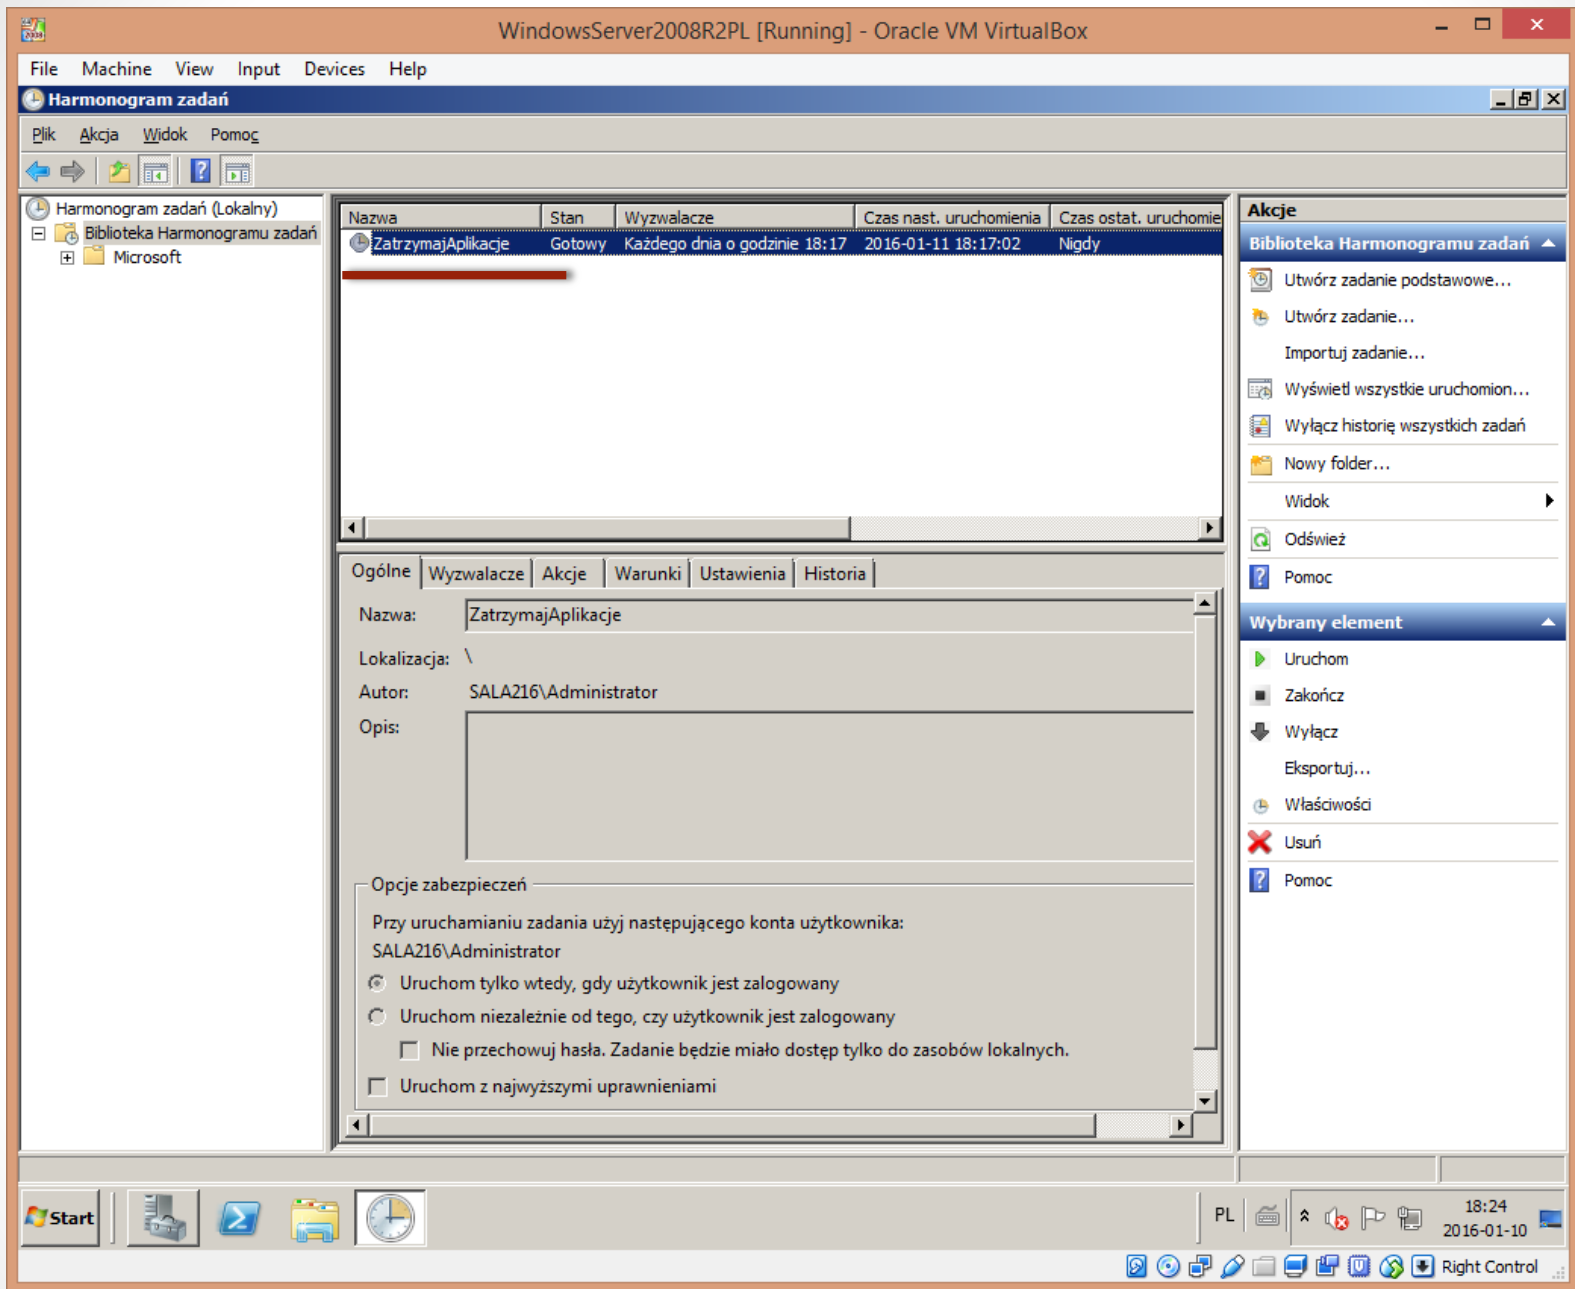 WindowsServer2008R2PL [Running] - Oracle VM VirtualBox
File Machine View Input Devices Help
Harmonogram zadań
Plik Akcja Widok Pomoc
Harmonogram zadań (Lokalny)
Biblioteka Harmonogramu zadań
Microsoft
Nazwa Stan Wyzwalacze Czas nast. uruchomienia Czas ostat. uruchomie
ZatrzymajAplikacje Gotowy Każdego dnia o godzinie 18:17 2016-01-11 18:17:02 Nigdy
Ogólne Wyzwalacze Akcje Warunki Ustawienia Historia
Nazwa: ZatrzymajAplikacje
Lokalizacja: \
Autor: SALA216\Administrator
Opis:
Opcje zabezpieczeń
Przy uruchamianiu zadania użyj następującego konta użytkownika:
SALA216\Administrator
Uruchom tylko wtedy, gdy użytkownik jest zalogowany
Uruchom niezależnie od tego, czy użytkownik jest zalogowany
Nie przechowuj hasła. Zadanie będzie miało dostęp tylko do zasobów lokalnych.
Uruchom z najwyższymi uprawnieniami
Akcje
Biblioteka Harmonogramu zadań
Utwórz zadanie podstawowe...
Utwórz zadanie...
Importuj zadanie...
Wyświetl wszystkie uruchomion...
Wyłącz historię wszystkich zadań
Nowy folder...
Widok
Odśwież
Pomoc
Wybrany element
Uruchom
Zakończ
Wyłącz
Eksportuj...
Właściwości
Usuń
Pomoc
Start
PL
18:24
2016-01-10
Right Control